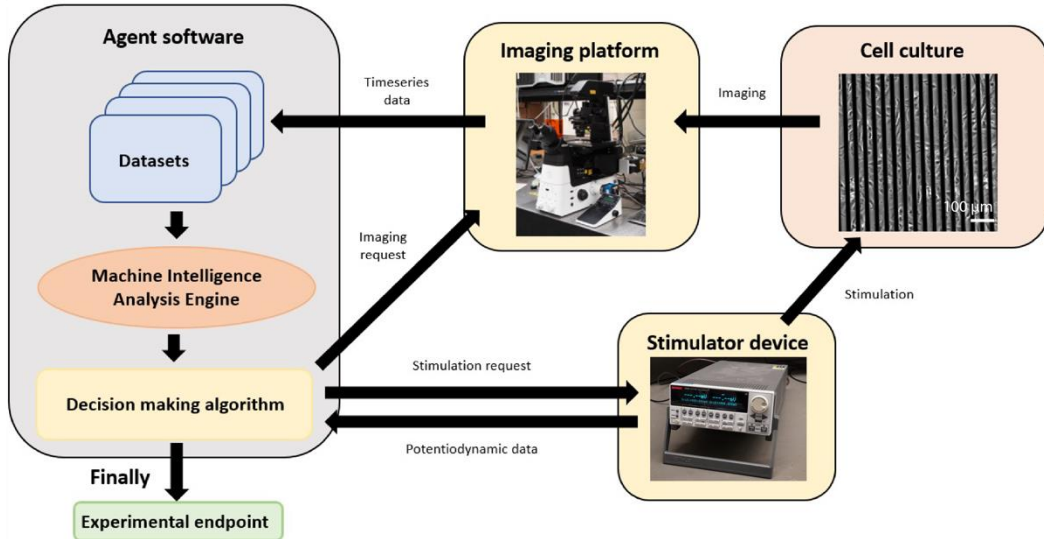 Agent software
Datasets
Machine Intelligence
Analysis Engine
Decision making algorithm
Finally
Experimental endpoint
Timeseries
data
Imaging
request
Imaging platform
Imaging
Cell culture
100 µm
Stimulation
Stimulation request
Potentiodynamic data
Stimulator device